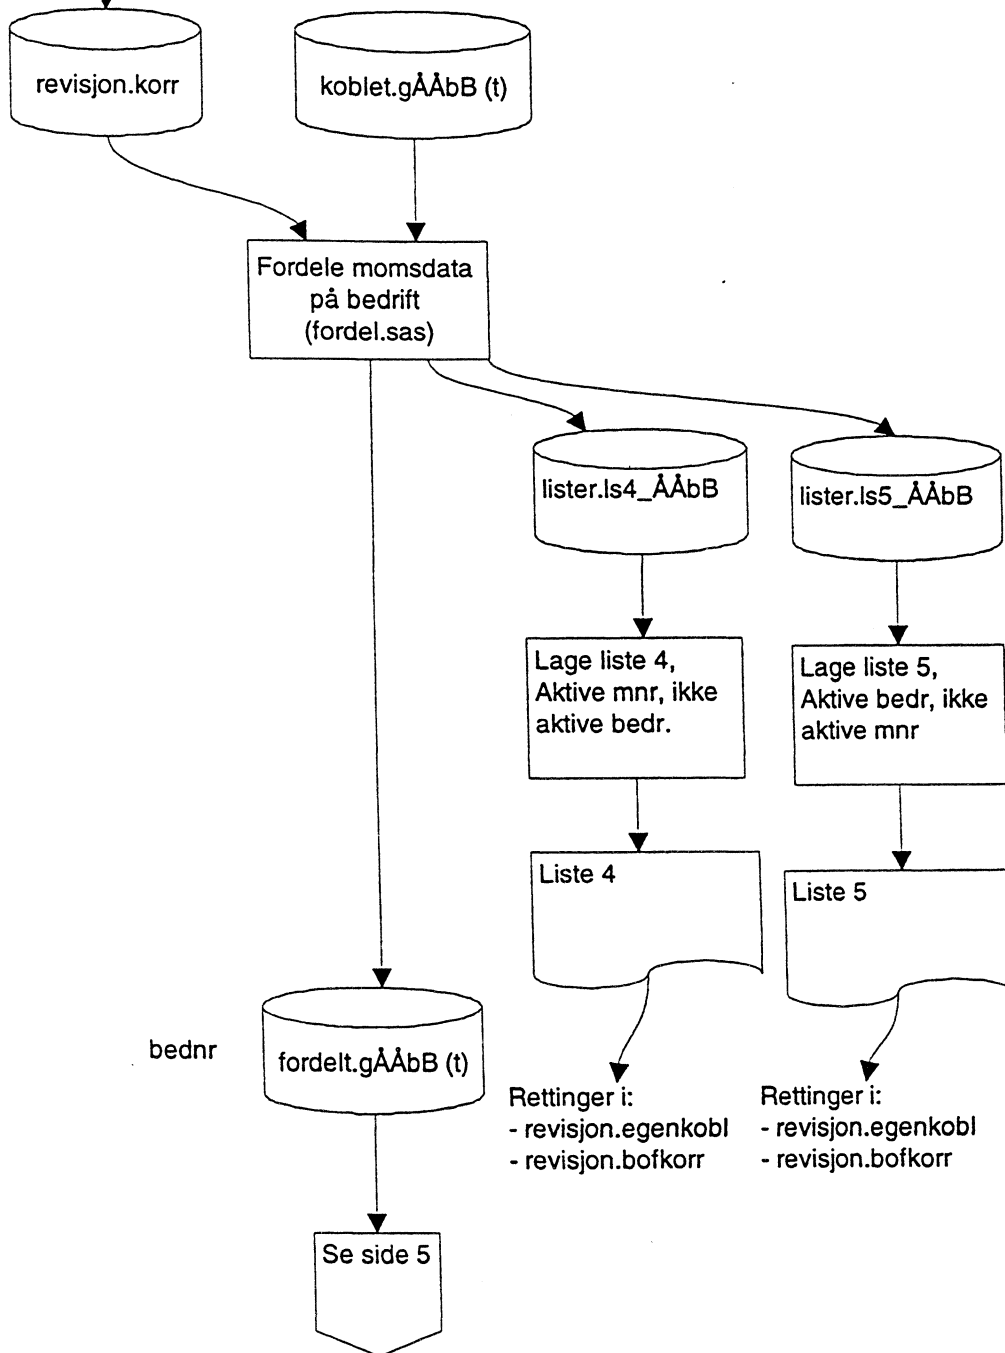 revisjon.korr
koblet.gÅÅbB (t)
Fordele momsdata
på bedrift
(fordel.sas)
lister.ls4_ÅÅbB
lister.ls5_ÅÅbB
Lage liste 4,
Aktive mnr, ikke
aktive bedr.
Lage liste 5,
Aktive bedr, ikke
aktive mnr
Liste 4
Liste 5
bednr
fordelt.gÅÅbB (t)
Rettinger i:
- revisjon.egenkobl
- revisjon.bofkorr
Rettinger i:
- revisjon.egenkobl
- revisjon.bofkorr
Se side 5